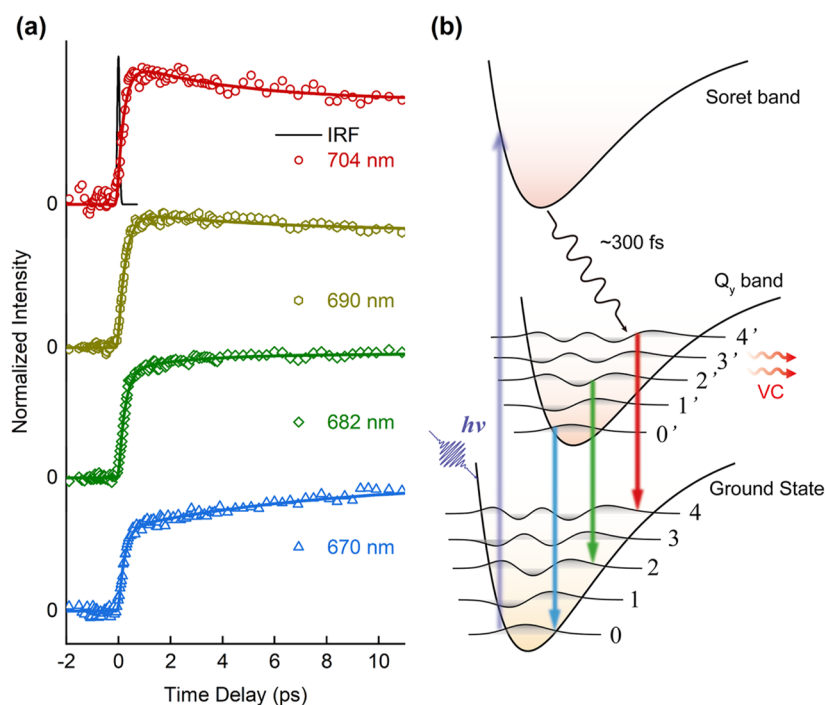 (a)
Normalized Intensity
IRF
704 nm
0
690 nm
0
682 nm
0
670 nm
0
-2 0 2 4 6 8 10
Time Delay (ps)
(b)
Soret band
~300 fs
Qy band
4’
3’
2’
1’
0’
VC
hν
Ground State
4
3
2
1
0